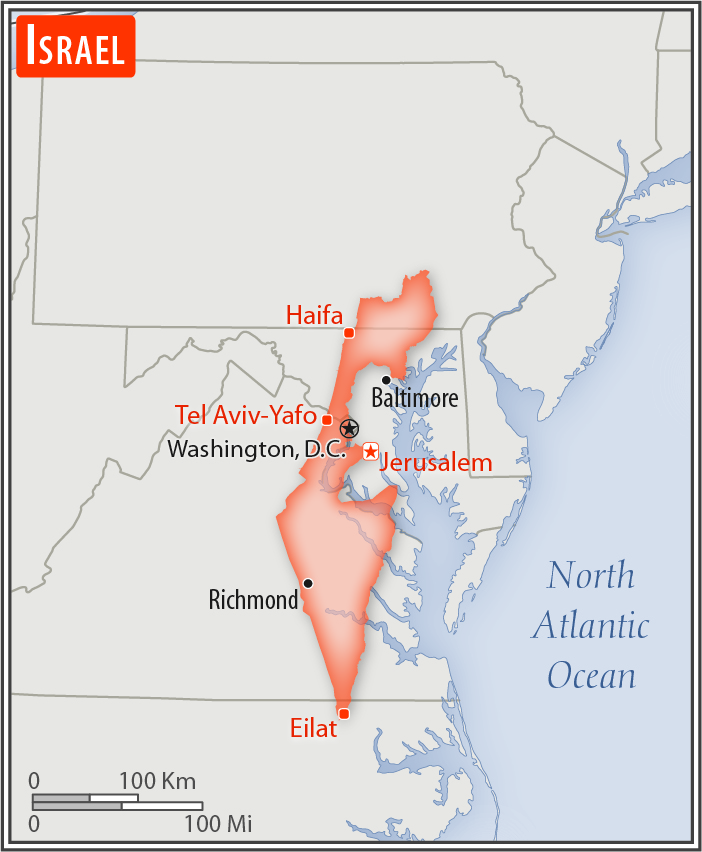 ISRAEL
Haifa
Baltimore
Tel Aviv-Yafo
Washington, D.C.
Jerusalem
North
Atlantic
Ocean
Richmond
Eilat
0 100 Km
0 100 Mi